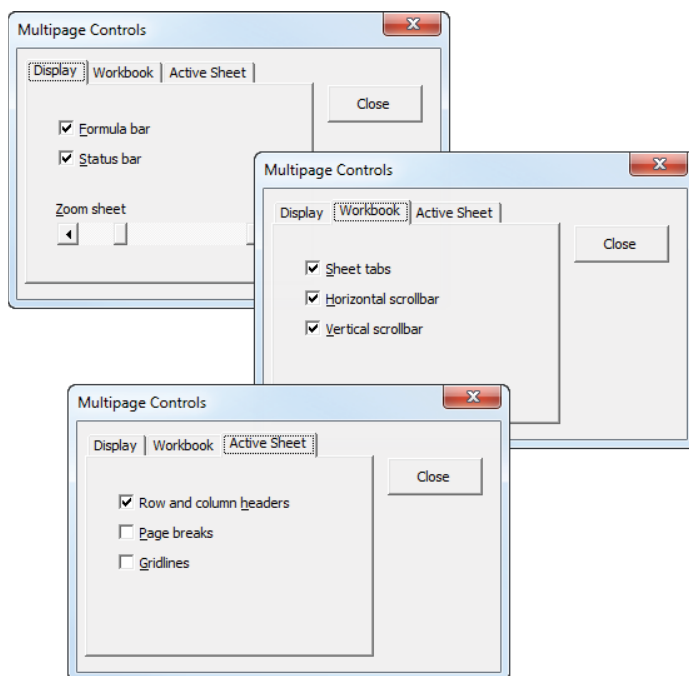 Multipage Controls
Display Workbook Active Sheet
Close
Formula bar
Status bar
Zoom sheet
Multipage Controls
Display Workbook Active Sheet
Close
Sheet tabs
Horizontal scrollbar
Vertical scrollbar
Multipage Controls
Display Workbook Active Sheet
Close
Row and column headers
Page breaks
Gridlines